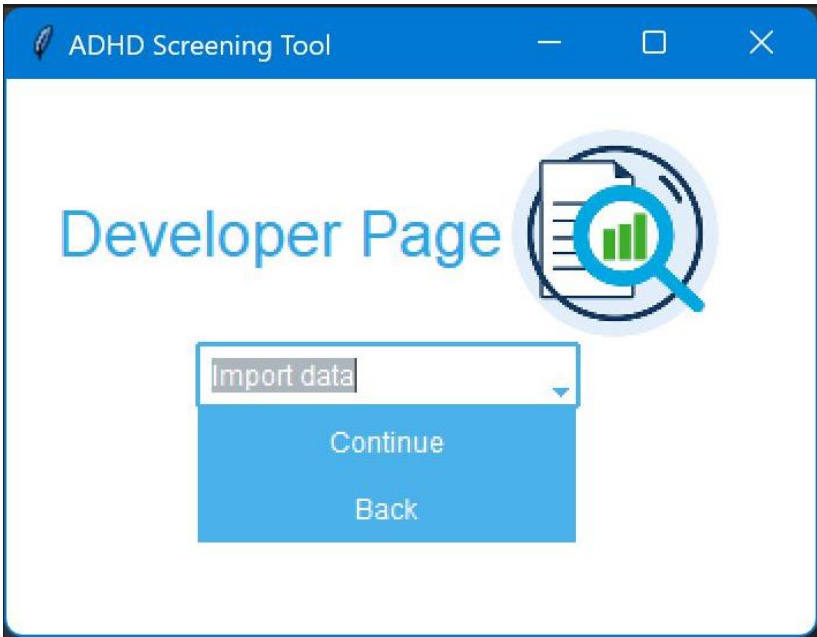 ADHD Screening Tool
Developer Page
Import data
Continue
Back